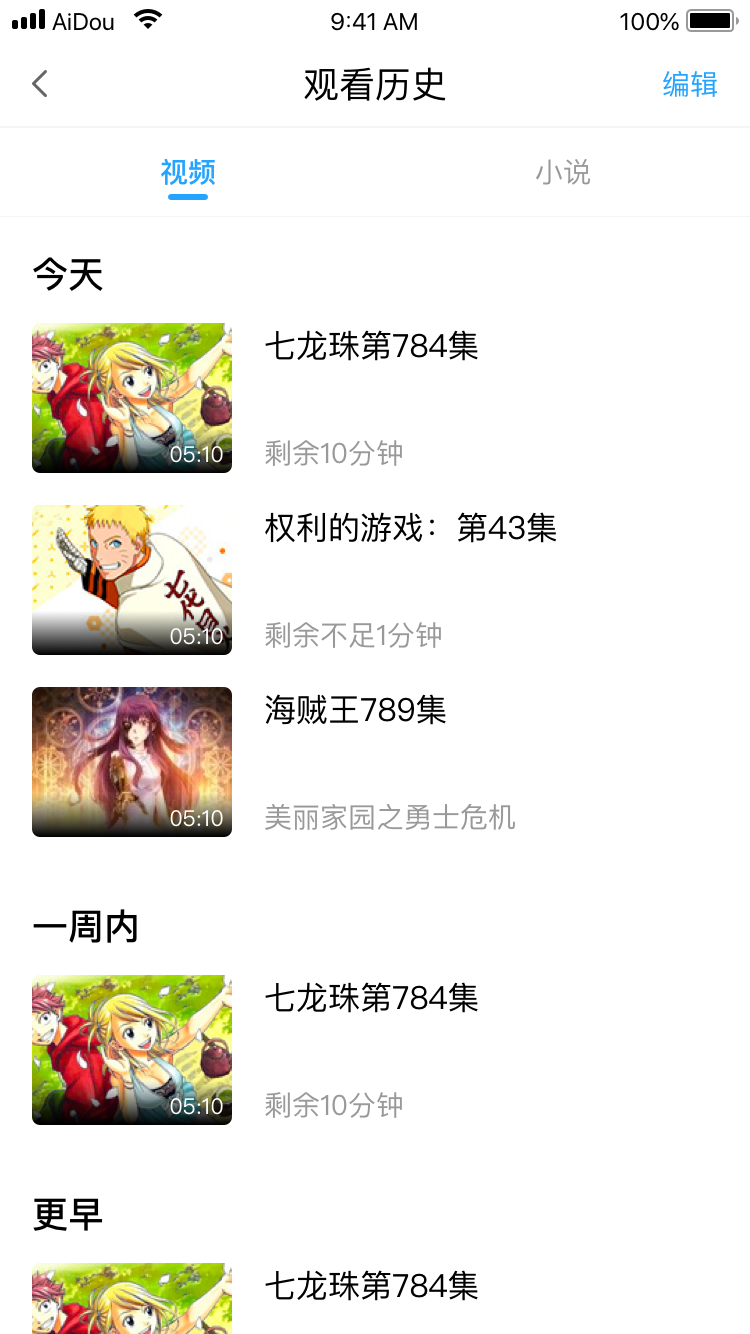 AiDou 9:41 AM 100%
观看历史 编辑
视频 小说
今天
七龙珠第784集
05:10 剩余10分钟
权利的游戏：第43集
七代目
05:10 剩余不足1分钟
海贼王789集
05:10 美丽家园之勇士危机
一周内
七龙珠第784集
05:10 剩余10分钟
更早
七龙珠第784集